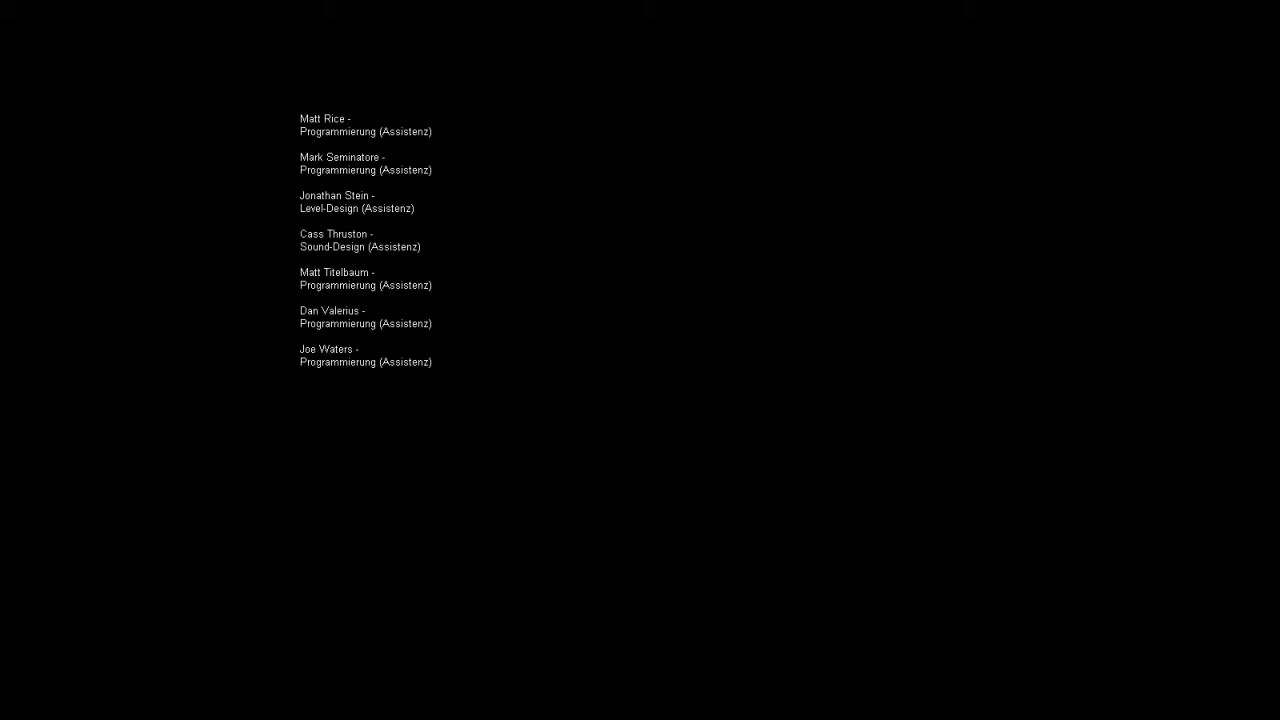 Matt Rice -
Programmierung (Assistenz)
Mark Seminatore -
Programmierung (Assistenz)
Jonathan Stein -
Level-Design (Assistenz)
Cass Thruston -
Sound-Design (Assistenz)
Matt Titelbaum -
Programmierung (Assistenz)
Dan Valerius -
Programmierung (Assistenz)
Joe Waters -
Programmierung (Assistenz)